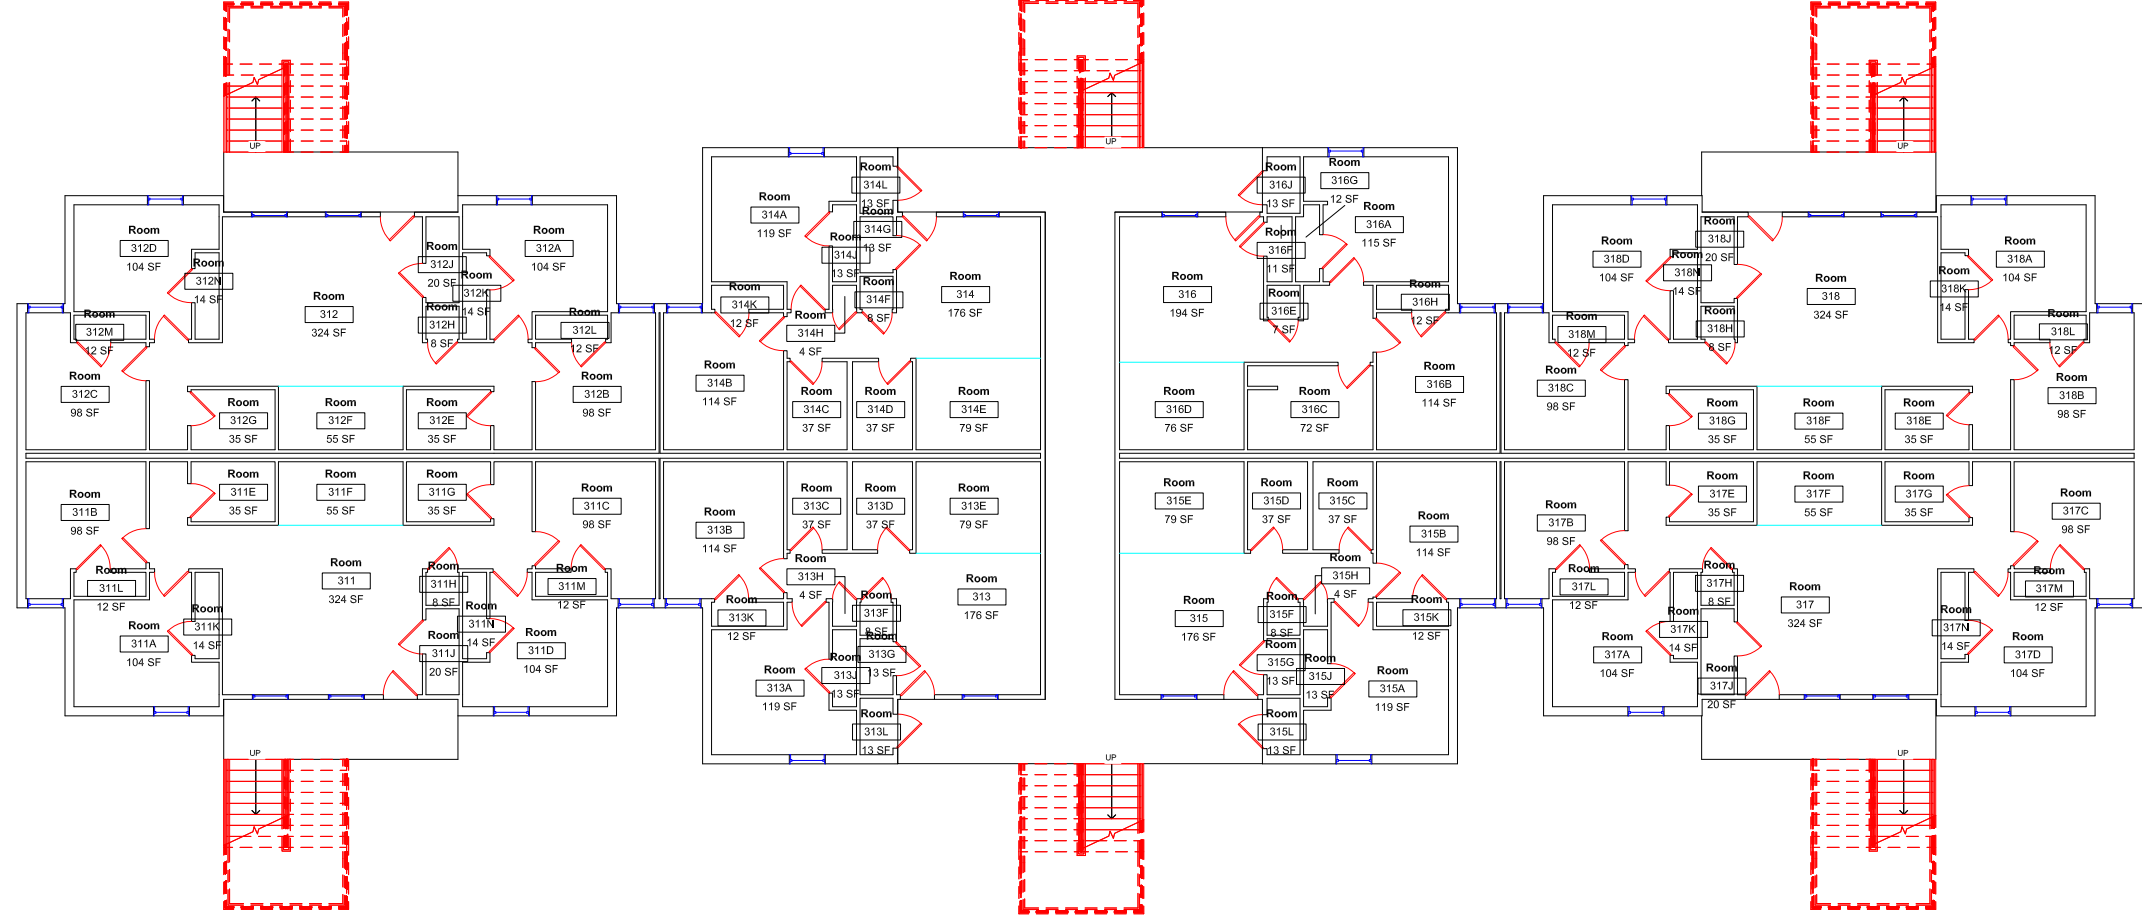 UP
UP
UP
Room
312D
104 SF
Room
312N
14 SF
Room
312M
12 SF
Room
312C
98 SF
Room
312
324 SF
Room
312J
20 SF
Room
312K
14 SF
Room
312H
8 SF
Room
312A
104 SF
Room
312L
12 SF
Room
312B
98 SF
Room
312G
35 SF
Room
312F
55 SF
Room
312E
35 SF
Room
314A
119 SF
Room
314L
13 SF
Room
314G
13 SF
Room
314J
13 SF
Room
314F
8 SF
Room
314K
12 SF
Room
314H
4 SF
Room
314
176 SF
Room
314B
114 SF
Room
314C
37 SF
Room
314D
37 SF
Room
314E
79 SF
Room
316J
13 SF
Room
316G
12 SF
Room
316A
115 SF
Room
316F
11 SF
Room
316E
7 SF
Room
316H
12 SF
Room
316
194 SF
Room
316D
76 SF
Room
316C
72 SF
Room
316B
114 SF
Room
318D
104 SF
Room
318N
14 SF
Room
318J
20 SF
Room
318H
8 SF
Room
318M
12 SF
Room
318C
98 SF
Room
318
324 SF
Room
318K
14 SF
Room
318A
104 SF
Room
318L
12 SF
Room
318B
98 SF
Room
318G
35 SF
Room
318F
55 SF
Room
318E
35 SF
Room
311B
98 SF
Room
311E
35 SF
Room
311F
55 SF
Room
311G
35 SF
Room
311C
98 SF
Room
311L
12 SF
Room
311A
104 SF
Room
311K
14 SF
Room
311
324 SF
Room
311H
8 SF
Room
311N
14 SF
Room
311J
20 SF
Room
311M
12 SF
Room
311D
104 SF
Room
313B
114 SF
Room
313C
37 SF
Room
313D
37 SF
Room
313E
79 SF
Room
313H
4 SF
Room
313K
12 SF
Room
313F
8 SF
Room
313G
13 SF
Room
313J
13 SF
Room
313A
119 SF
Room
313L
13 SF
Room
313
176 SF
Room
315E
79 SF
Room
315D
37 SF
Room
315C
37 SF
Room
315B
114 SF
Room
315H
4 SF
Room
315
176 SF
Room
315F
8 SF
Room
315G
13 SF
Room
315J
13 SF
Room
315K
12 SF
Room
315A
119 SF
Room
315L
13 SF
Room
317B
98 SF
Room
317E
35 SF
Room
317F
55 SF
Room
317G
35 SF
Room
317C
98 SF
Room
317L
12 SF
Room
317H
8 SF
Room
317A
104 SF
Room
317K
14 SF
Room
317J
20 SF
Room
317
324 SF
Room
317N
14 SF
Room
317M
12 SF
Room
317D
104 SF
UP
UP
UP